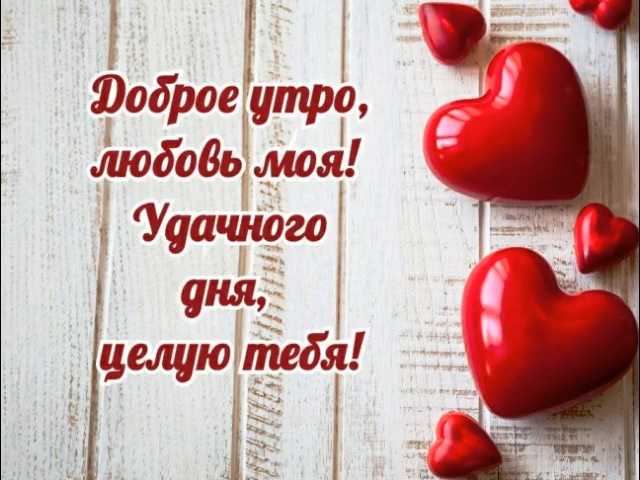 Доброе утро,
любовь моя!
Удачного
дня,
целую тебя!